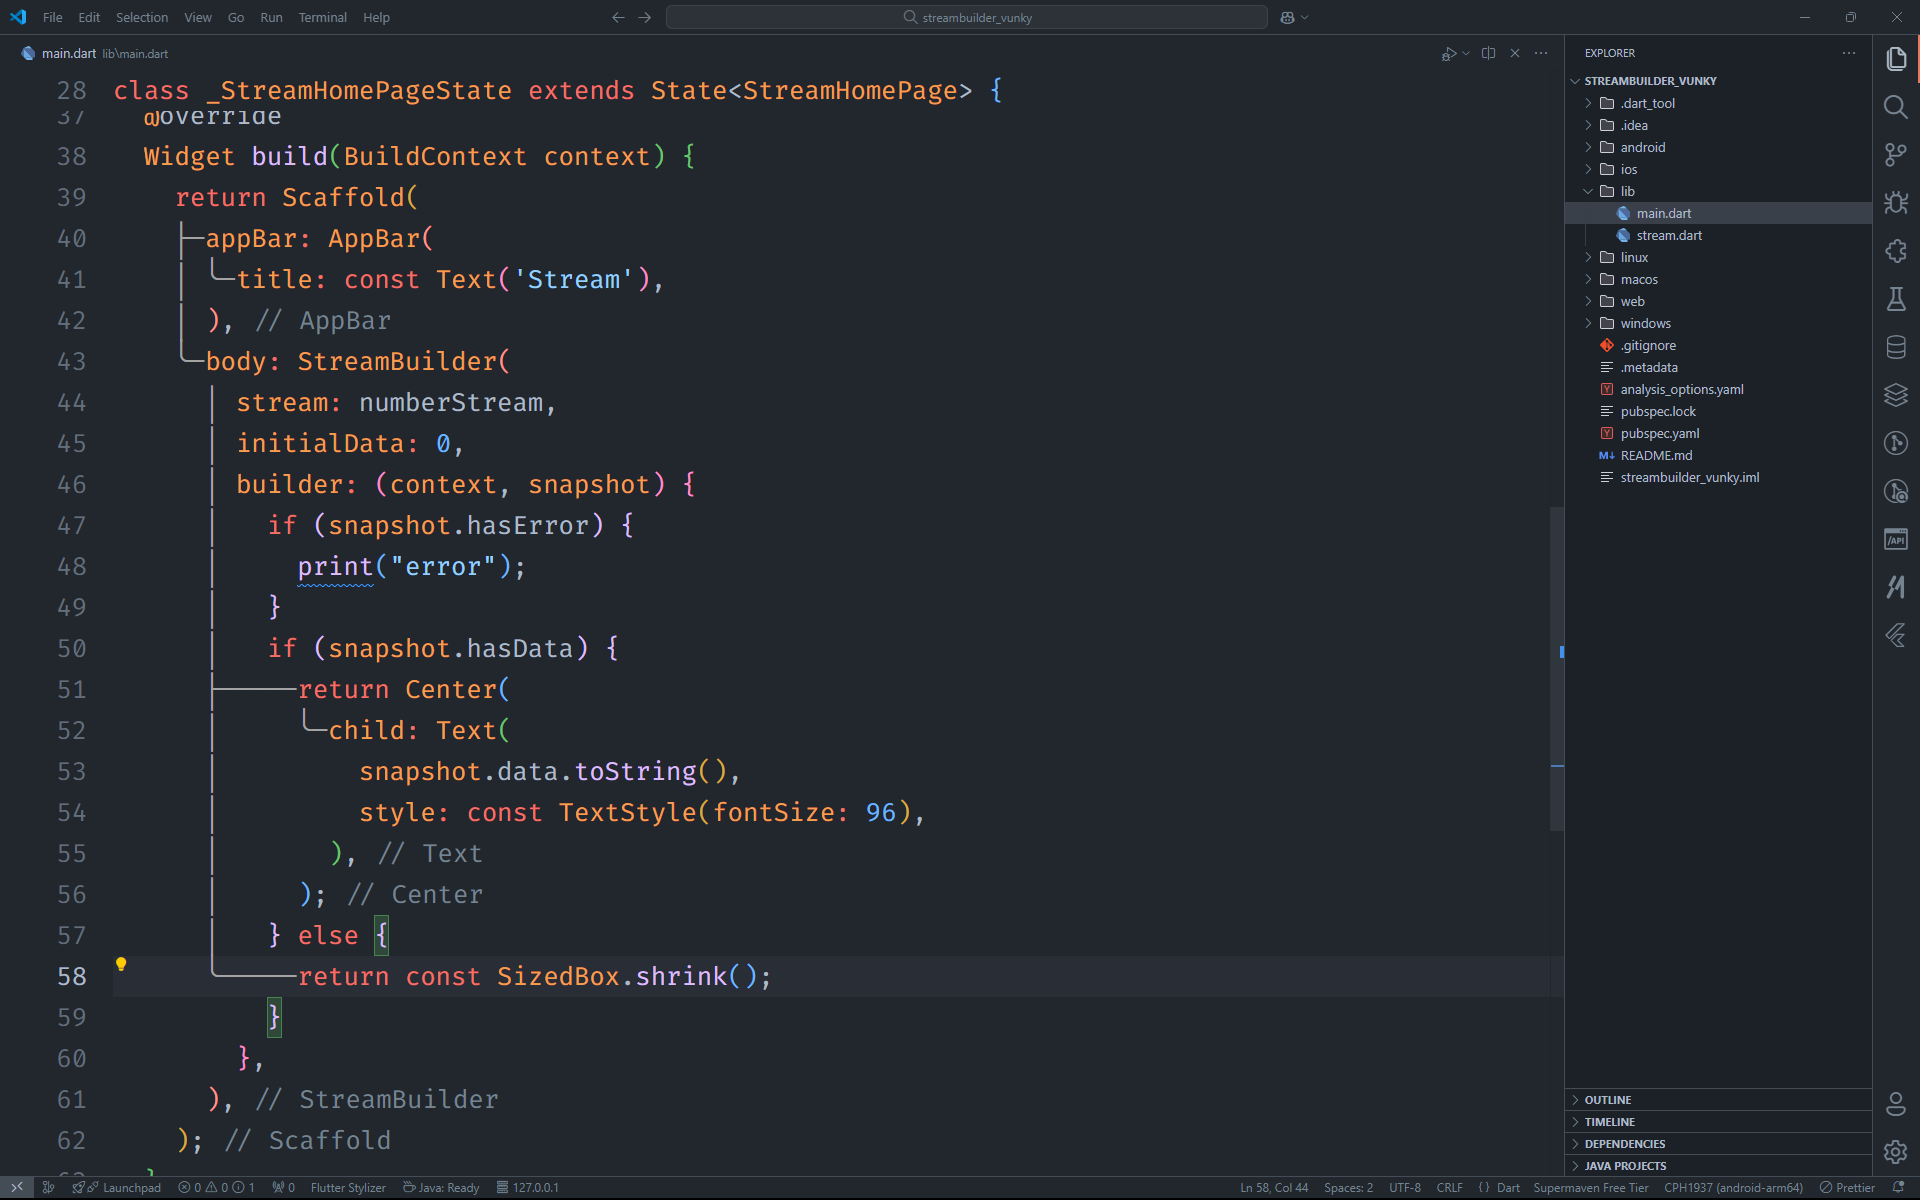 File Edit Selection View Go Run Terminal Help
streambuilder_vunky
main.dart lib\main.dart
28 class _StreamHomePageState extends State<StreamHomePage> {
37 @override
38 Widget build(BuildContext context) {
39 return Scaffold(
40 appBar: AppBar(
41 title: const Text('Stream'),
42 ), // AppBar
43 body: StreamBuilder(
44 stream: numberStream,
45 initialData: 0,
46 builder: (context, snapshot) {
47 if (snapshot.hasError) {
48 print("error");
49 }
50 if (snapshot.hasData) {
51 return Center(
52 child: Text(
53 snapshot.data.toString(),
54 style: const TextStyle(fontSize: 96),
55 ), // Text
56 ); // Center
57 } else {
58 return const SizedBox.shrink();
59 }
60 },
61 ), // StreamBuilder
62 ); // Scaffold
EXPLORER
STREAMBUILDER_VUNKY
.dart_tool
.idea
android
ios
lib
main.dart
stream.dart
linux
macos
web
windows
.gitignore
.metadata
analysis_options.yaml
pubspec.lock
pubspec.yaml
README.md
streambuilder_vunky.iml
OUTLINE
TIMELINE
DEPENDENCIES
JAVA PROJECTS
Launchpad 0 0 1 0 Flutter Stylizer Java: Ready 127.0.0.1 Ln 58, Col 44 Spaces: 2 UTF-8 CRLF { } Dart Supermaven Free Tier CPH1937 (android-arm64) Prettier